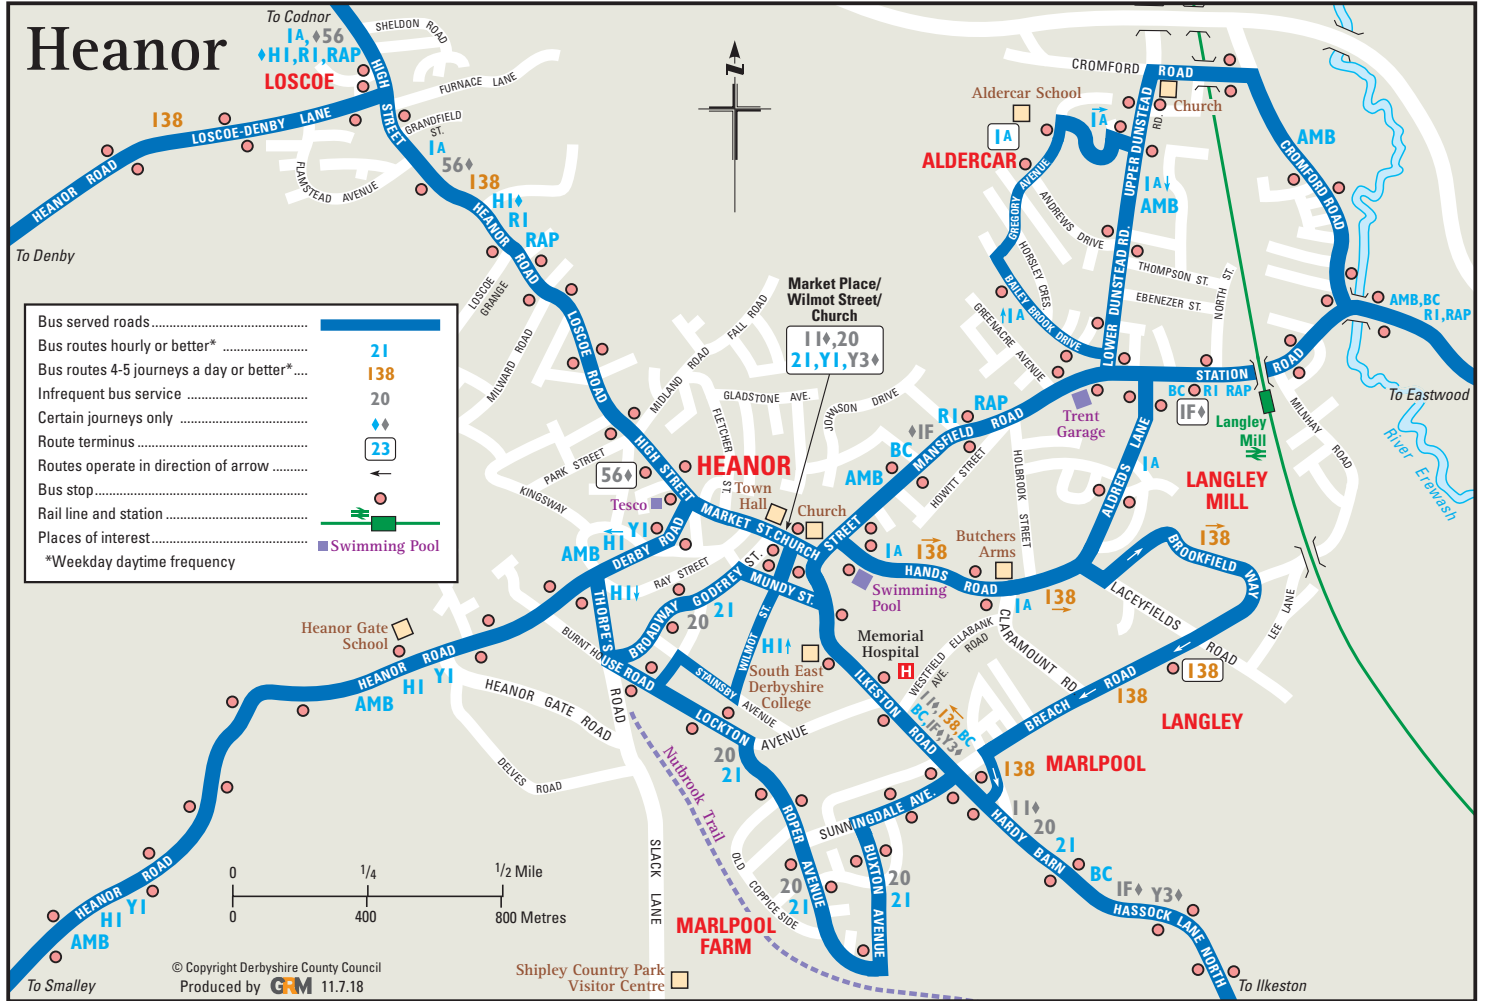 Heanor
To Codnor
1A, ♦56
♦H1,R1,RAP
LOSCOE
SHELDON ROAD
HIGH STREET
FURNACE LANE
GRANDFIELD ST.
138
LOSCOE-DENBY LANE
HEANOR ROAD
FLAMSTEAD AVENUE
To Denby
1A
56♦
138
H1♦
R1
RAP
HEANOR ROAD
LOSCOE GRANGE
LOSCOE ROAD
MILWARD ROAD
MIDLAND ROAD
FALL ROAD
N
Bus served roads
Bus routes hourly or better* 21
Bus routes 4-5 journeys a day or better* 138
Infrequent bus service 20
Certain journeys only ♦♦
Route terminus 23
Routes operate in direction of arrow ←
Bus stop
Rail line and station
Places of interest Swimming Pool
*Weekday daytime frequency
Market Place/
Wilmot Street/
Church
11♦,20
21,Y1,Y3♦
GLADSTONE AVE.
FLETCHER ST.
JOHNSON DRIVE
HIGH STREET
PARK STREET
KINGSWAY
56♦
Tesco
HEANOR
Town
Hall
Church
MARKET ST.
CHURCH STREET
DERBY ROAD
Y1
H1
AMB
RAY STREET
GODFREY ST.
MUNDY ST.
BROADWAY
20
21
THORPE'S ROAD
H1↓
BURNT HOUSE ROAD
WILMOT ST.
H1↑
STAINSBY AVENUE
LOCKTON AVENUE
20
21
South East
Derbyshire
College
Memorial
Hospital
H
Heanor Gate
School
HEANOR ROAD
AMB
H1
Y1
HEANOR GATE ROAD
DELVES ROAD
Nutbrook Trail
SLACK LANE
ROPER AVENUE
20
21
OLD COPPICE SIDE
MARLPOOL
FARM
Shipley Country Park
Visitor Centre
SUNNINGDALE AVE.
BUXTON AVENUE
20
21
HEANOR ROAD
AMB
H1
Y1
To Smalley
0 1/4 1/2 Mile
0 400 800 Metres
© Copyright Derbyshire County Council
Produced by GRM 11.7.18
CROMFORD ROAD
Aldercar School
Church
1A
ALDERCAR
1A
UPPER DUNSTEAD RD.
1A↓
AMB
AMB
CROMFORD ROAD
GREGORY AVENUE
ANDREWS DRIVE
HORSLEY CRES.
BAILEY BROOK DRIVE
↑1A
GREENACRE AVENUE
LOWER DUNSTEAD RD.
THOMPSON ST.
EBENEZER ST.
NORTH ST.
AMB,BC
R1,RAP
To Eastwood
STATION ROAD
BC R1 RAP
1F♦
Langley
Mill
MILNHAY ROAD
River Erewash
Trent
Garage
LANGLEY
MILL
MANSFIELD ROAD
R1
RAP
♦1F
BC
AMB
HOWITT STREET
HOLBROOK STREET
ALDREDS LANE
1A
Butchers
Arms
1A
138
HANDS ROAD
Swimming
Pool
1A
138
138
BROOKFIELD WAY
LACEYFIELDS ROAD
LEE LANE
WESTFIELD AVE.
ELLABANK ROAD
CLARAMOUNT RD
BREACH ROAD
138
138
LANGLEY
MARLPOOL
138
ILKESTON ROAD
11♦,138,BC
BC,1F♦,Y3♦
HARDY BARN
11♦
20
21
BC
1F♦
Y3♦
HASSOCK LANE NORTH
To Ilkeston